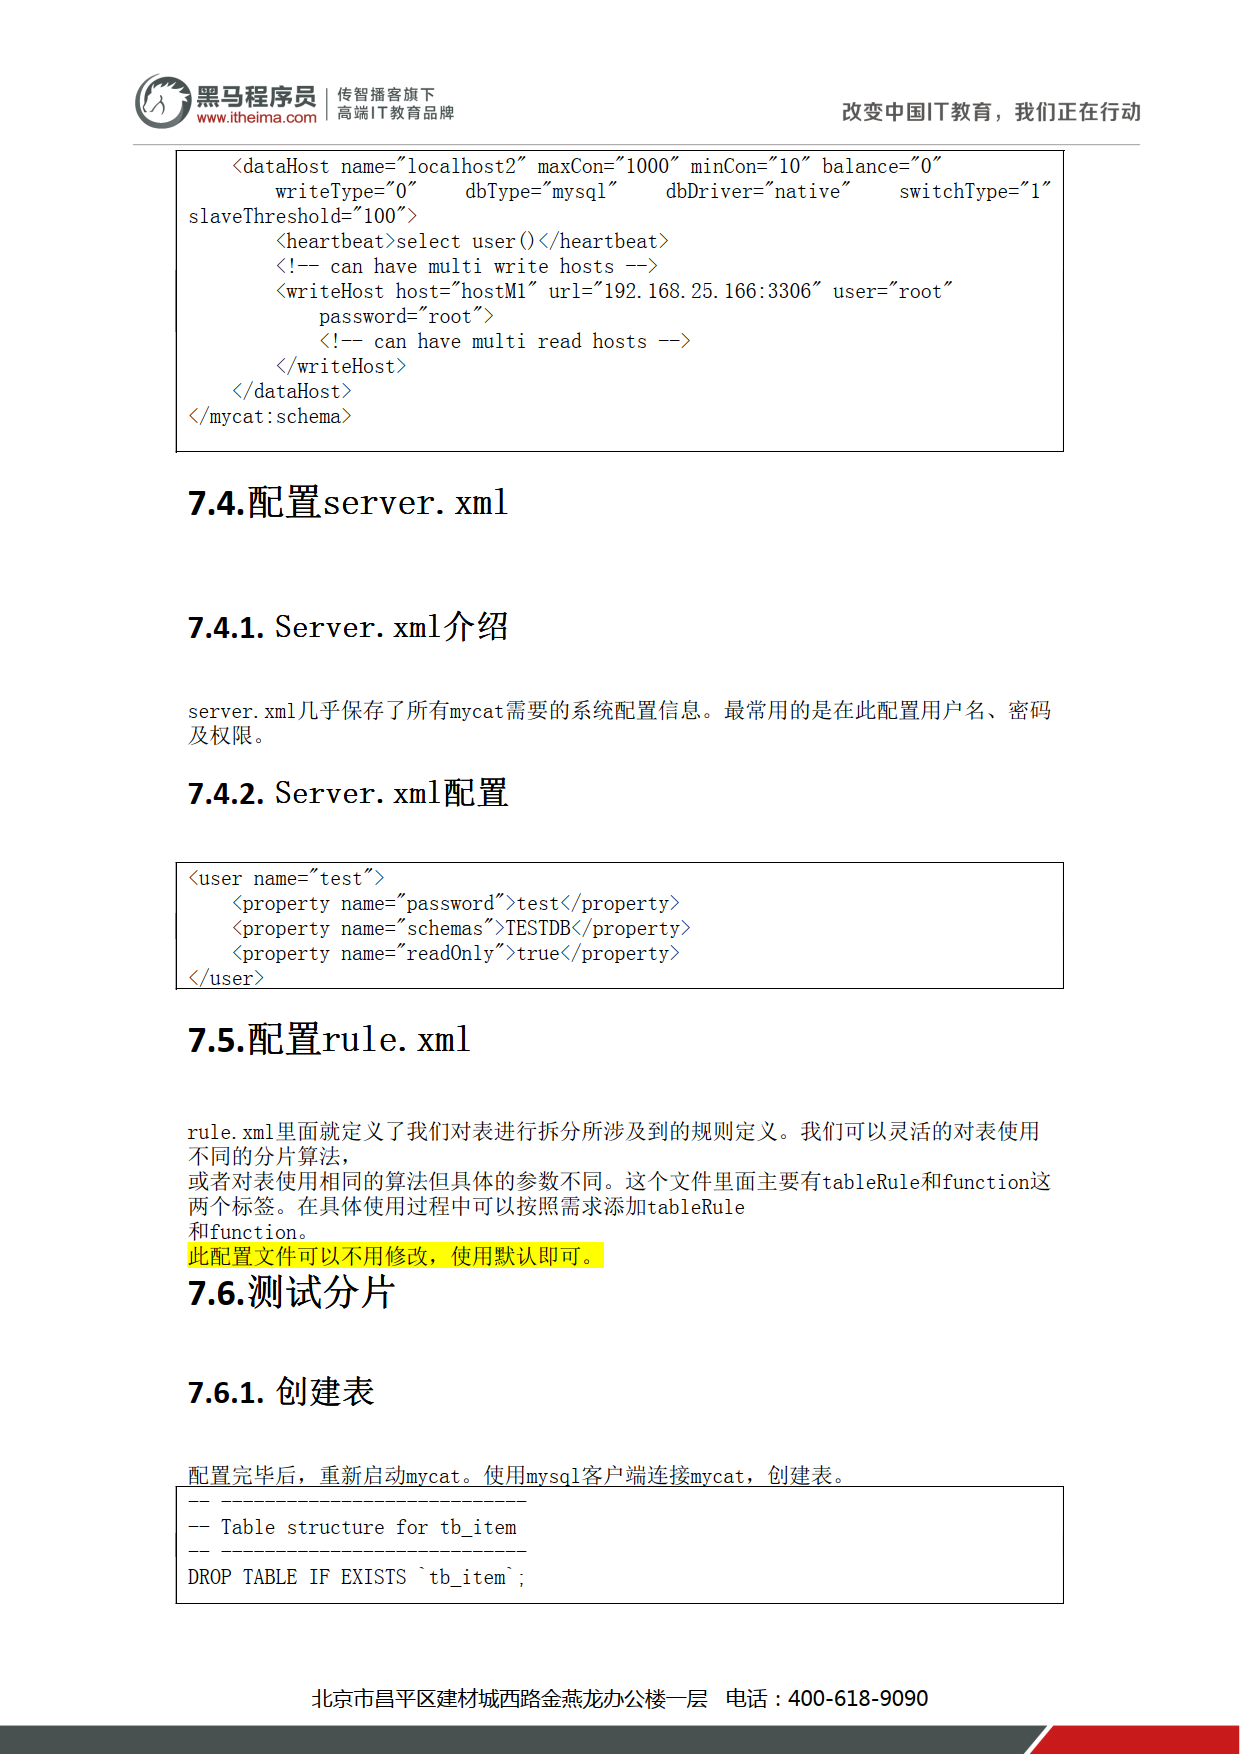 黑马程序员
www.itheima.com
传智播客旗下
高端IT教育品牌
改变中国IT教育，我们正在行动
<dataHost name="localhost2" maxCon="1000" minCon="10" balance="0"
writeType="0" dbType="mysql" dbDriver="native" switchType="1"
slaveThreshold="100">
<heartbeat>select user()</heartbeat>
<!-- can have multi write hosts -->
<writeHost host="hostM1" url="192.168.25.166:3306" user="root"
password="root">
<!-- can have multi read hosts -->
</writeHost>
</dataHost>
</mycat:schema>
7.4.配置server.xml
7.4.1. Server.xml介绍
server.xml几乎保存了所有mycat需要的系统配置信息。最常用的是在此配置用户名、密码
及权限。
7.4.2. Server.xml配置
<user name="test">
<property name="password">test</property>
<property name="schemas">TESTDB</property>
<property name="readOnly">true</property>
</user>
7.5.配置rule.xml
rule.xml里面就定义了我们对表进行拆分所涉及到的规则定义。我们可以灵活的对表使用
不同的分片算法，
或者对表使用相同的算法但具体的参数不同。这个文件里面主要有tableRule和function这
两个标签。在具体使用过程中可以按照需求添加tableRule
和function。
此配置文件可以不用修改，使用默认即可。
7.6.测试分片
7.6.1. 创建表
配置完毕后，重新启动mycat。使用mysql客户端连接mycat，创建表。
-- ----------------------------
-- Table structure for tb_item
-- ----------------------------
DROP TABLE IF EXISTS `tb_item`;
北京市昌平区建材城西路金燕龙办公楼一层 电话：400-618-9090